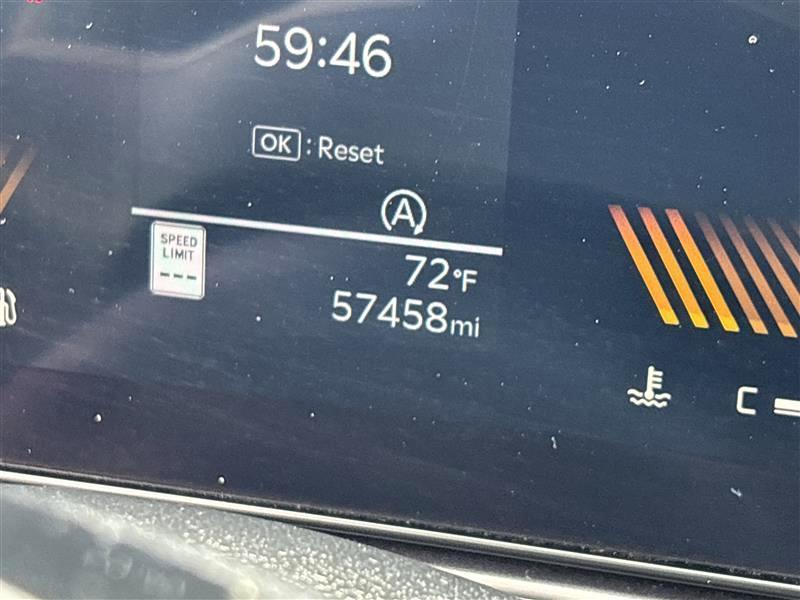 59:46
OK : Reset
A
SPEED
LIMIT
---
72°F
57458mi
C